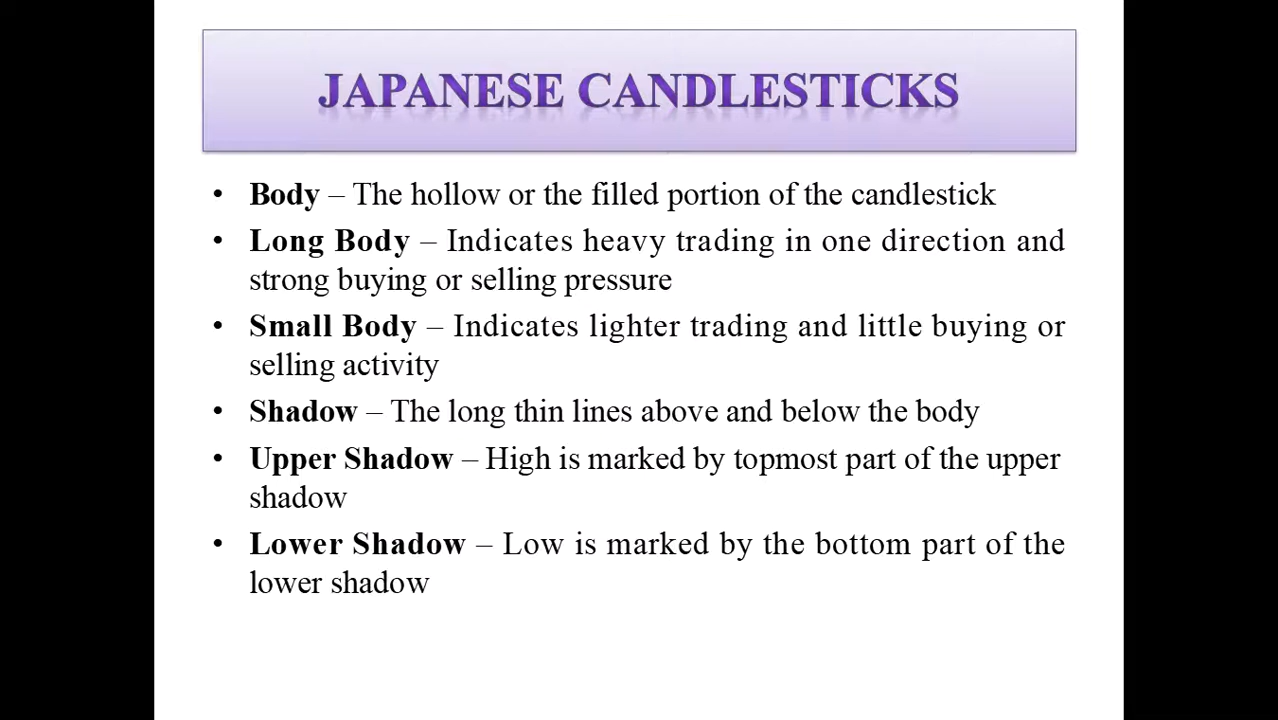 JAPANESE CANDLESTICKS
• Body – The hollow or the filled portion of the candlestick
• Long Body – Indicates heavy trading in one direction and
strong buying or selling pressure
• Small Body – Indicates lighter trading and little buying or
selling activity
• Shadow – The long thin lines above and below the body
• Upper Shadow – High is marked by topmost part of the upper
shadow
• Lower Shadow – Low is marked by the bottom part of the
lower shadow